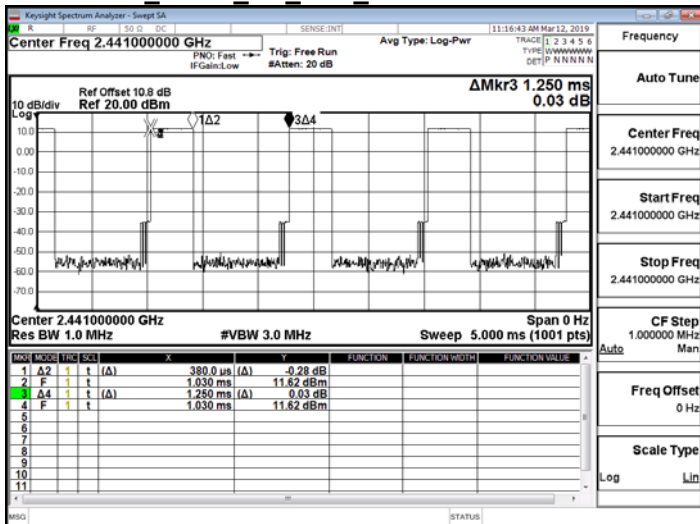 Keysight Spectrum Analyzer - Swept SA
R RF 50 Ω DC SENSE:INT 11:16:43 AM Mar 12, 2019
Center Freq 2.441000000 GHz
PNO: Fast
IFGain:Low
Trig: Free Run
#Atten: 20 dB
Avg Type: Log-Pwr
TRACE 1 2 3 4 5 6
TYPE WWWWWW
DET P N N N N N
Ref Offset 10.8 dB
Ref 20.00 dBm
10 dB/div
Log
ΔMkr3 1.250 ms
0.03 dB
1Δ2
3Δ4
10.0
0.00
-10.0
-20.0
-30.0
-40.0
-50.0
-60.0
-70.0
Center 2.441000000 GHz Span 0 Hz
Res BW 1.0 MHz #VBW 3.0 MHz Sweep 5.000 ms (1001 pts)
MKR MODE TRC SCL X Y FUNCTION FUNCTION WIDTH FUNCTION VALUE
1 Δ2 1 t (Δ) 380.0 µs (Δ) -0.28 dB
2 F 1 t 1.030 ms 11.62 dBm
3 Δ4 1 t (Δ) 1.250 ms (Δ) 0.03 dB
4 F 1 t 1.030 ms 11.62 dBm
5
6
7
8
9
10
11
MSG STATUS
Frequency
Auto Tune
Center Freq
2.441000000 GHz
Start Freq
2.441000000 GHz
Stop Freq
2.441000000 GHz
CF Step
1.000000 MHz
Auto Man
Freq Offset
0 Hz
Scale Type
Log Lin